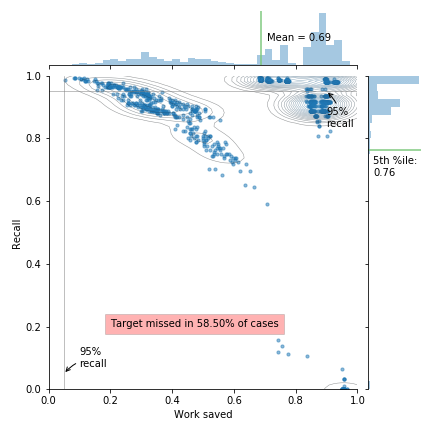 Mean = 0.69
1.0
0.8
0.6
0.4
0.2
0.0
Recall
95%
recall
5th %ile:
0.76
Target missed in 58.50% of cases
95%
recall
0.0
0.2
0.4
0.6
0.8
1.0
Work saved